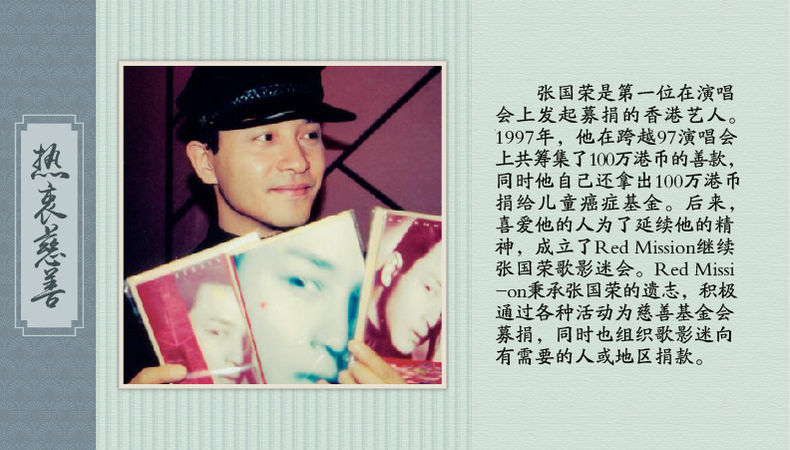 热衷慈善
张国荣是第一位在演唱
会上发起募捐的香港艺人。
1997年，他在跨越97演唱会
上共筹集了100万港币的善款，
同时他自己还拿出100万港币
捐给儿童癌症基金。后来，
喜爱他的人为了延续他的精
神，成立了Red Mission继续
张国荣歌影迷会。Red Missi
-on秉承张国荣的遗志，积极
通过各种活动为慈善基金会
募捐，同时也组织歌影迷向
有需要的人或地区捐款。